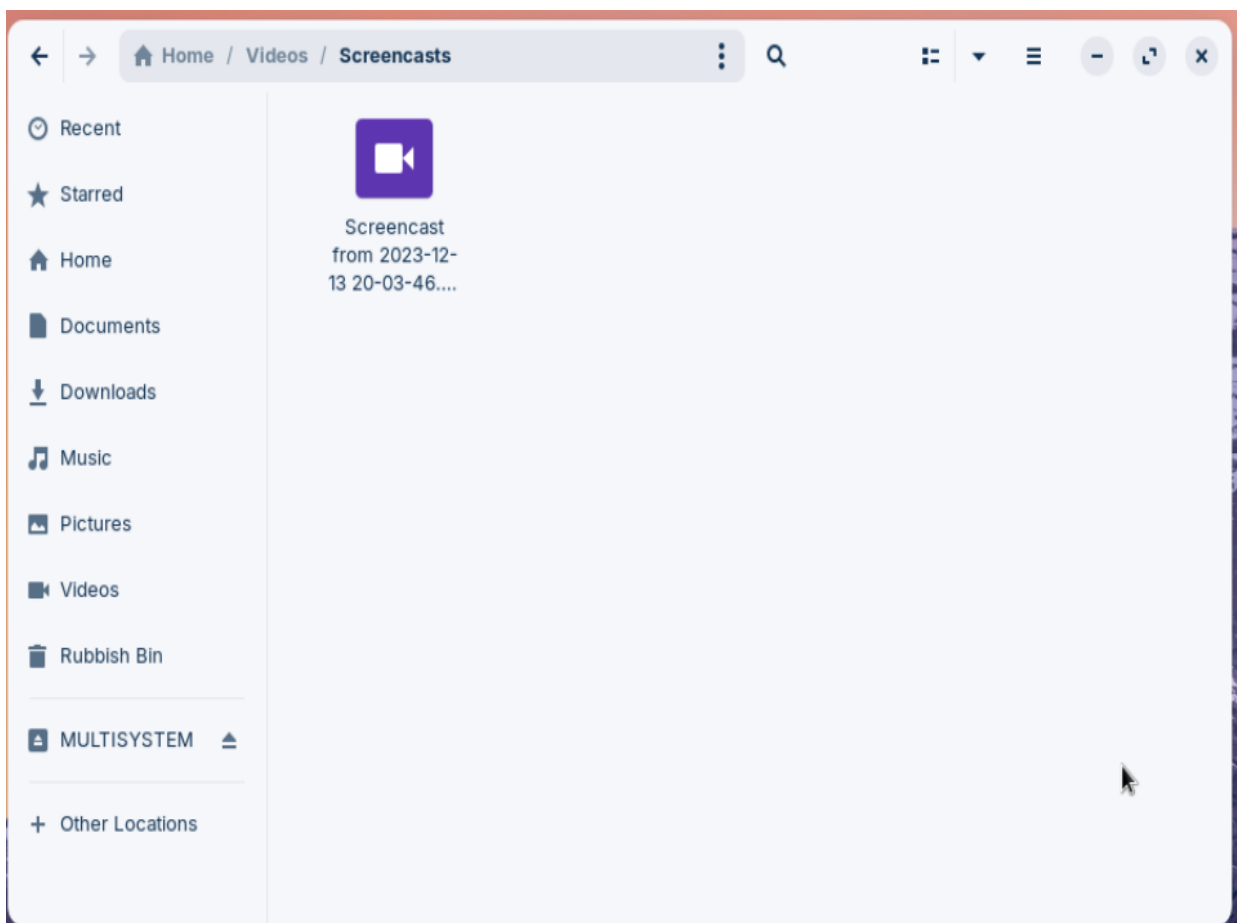 Home / Videos / Screencasts
Recent
Starred
Home
Documents
Downloads
Music
Pictures
Videos
Rubbish Bin
MULTISYSTEM
Other Locations
Screencast
from 2023-12-
13 20-03-46....